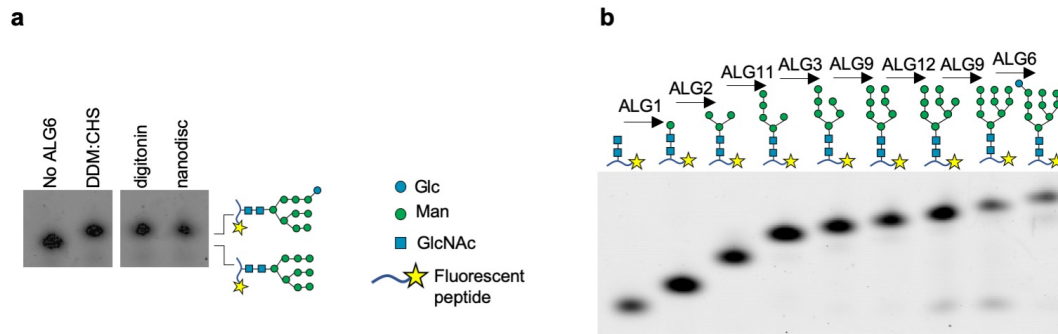 a
No ALG6
DDM:CHS
digitonin
nanodisc
Glc
Man
GlcNAc
Fluorescent
peptide
b
ALG1
ALG2
ALG11
ALG3
ALG9
ALG12
ALG9
ALG6